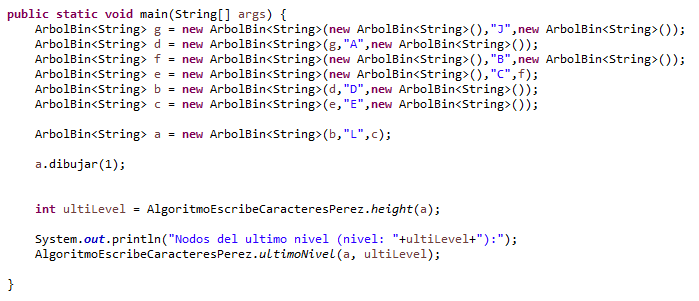 public static void main(String[] args) {
ArbolBin<String> g = new ArbolBin<String>(new ArbolBin<String>(),"J",new ArbolBin<String>());
ArbolBin<String> d = new ArbolBin<String>(g,"A",new ArbolBin<String>());
ArbolBin<String> f = new ArbolBin<String>(new ArbolBin<String>(),"B",new ArbolBin<String>());
ArbolBin<String> e = new ArbolBin<String>(new ArbolBin<String>(),"C",f);
ArbolBin<String> b = new ArbolBin<String>(d,"D",new ArbolBin<String>());
ArbolBin<String> c = new ArbolBin<String>(e,"E",new ArbolBin<String>());
ArbolBin<String> a = new ArbolBin<String>(b,"L",c);
a.dibujar(1);
int ultiLevel = AlgoritmoEscribeCaracteresPerez.height(a);
System.out.println("Nodos del ultimo nivel (nivel: "+ultiLevel+"):");
AlgoritmoEscribeCaracteresPerez.ultimoNivel(a, ultiLevel);
}